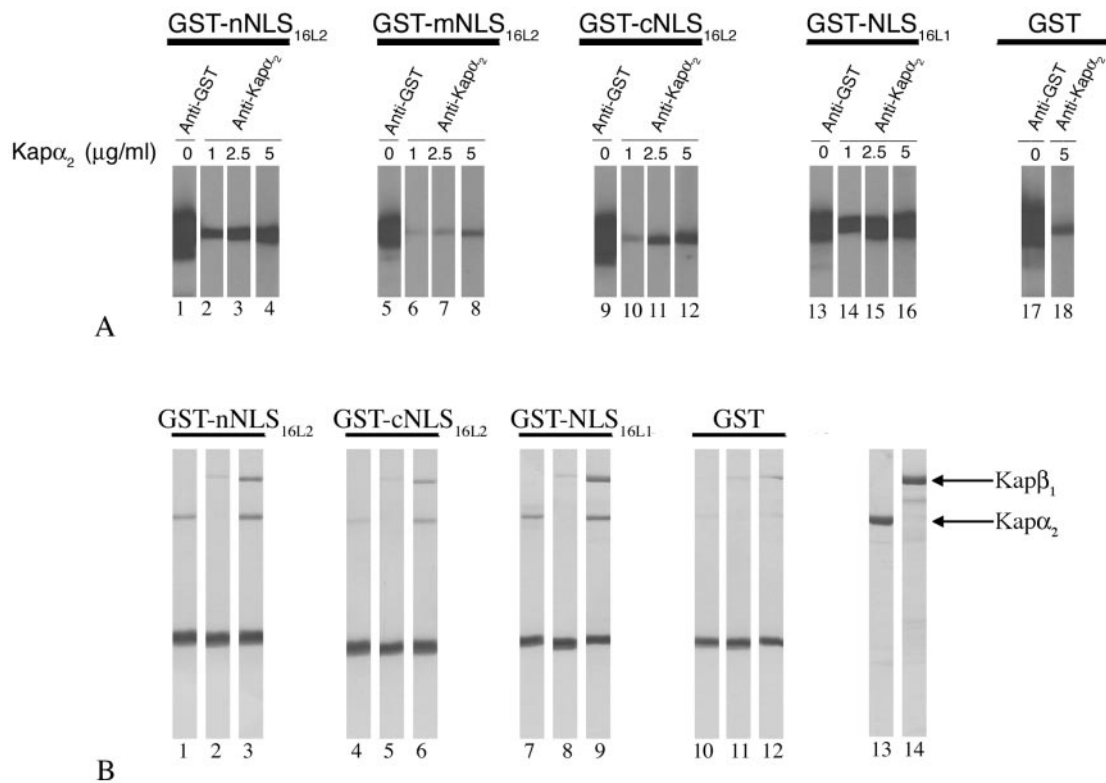 GST-nNLS16L2 GST-mNLS16L2 GST-cNLS16L2 GST-NLS16L1 GST
Anti-GST Anti-Kapα2 Anti-GST Anti-Kapα2 Anti-GST Anti-Kapα2 Anti-GST Anti-Kapα2 Anti-GST Anti-Kapα2
Kapα2 (µg/ml) 0 1 2.5 5 0 1 2.5 5 0 1 2.5 5 0 1 2.5 5 0 5
1 2 3 4 5 6 7 8 9 10 11 12 13 14 15 16 17 18
A
GST-nNLS16L2 GST-cNLS16L2 GST-NLS16L1 GST
Kapβ1
Kapα2
1 2 3 4 5 6 7 8 9 10 11 12 13 14
B